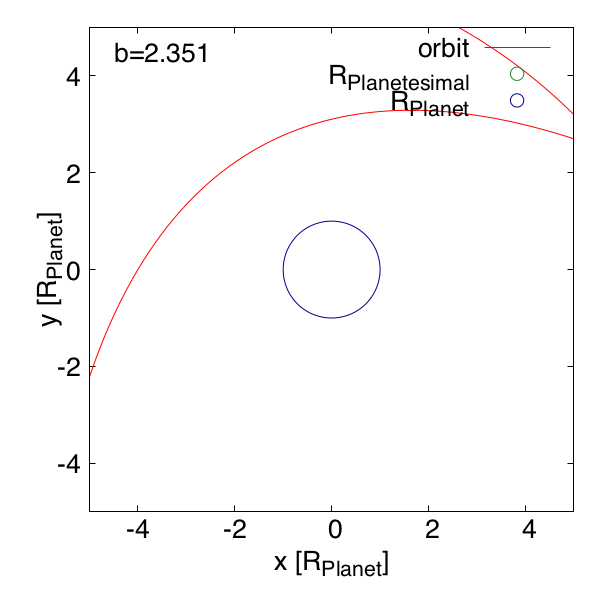 b=2.351
orbit
RPlanetesimal
RPlanet
4
2
0
-2
-4
y [RPlanet]
-4 -2 0 2 4
x [RPlanet]